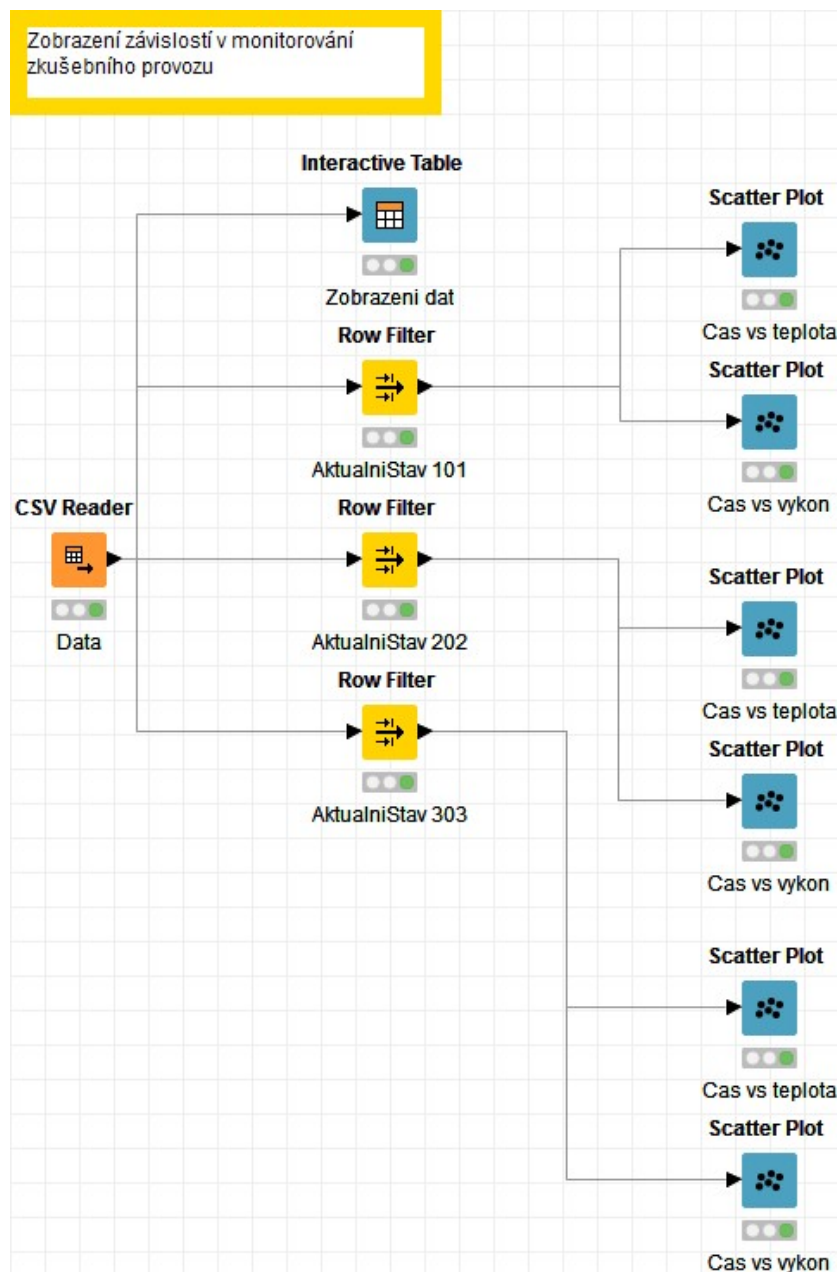 Zobrazení závislostí v monitorování
zkušebního provozu
Interactive Table
Zobrazeni dat
Scatter Plot
Cas vs teplota
Row Filter
AktualniStav 101
Scatter Plot
Cas vs vykon
CSV Reader
Data
Row Filter
AktualniStav 202
Scatter Plot
Cas vs teplota
Row Filter
AktualniStav 303
Scatter Plot
Cas vs vykon
Scatter Plot
Cas vs teplota
Scatter Plot
Cas vs vykon